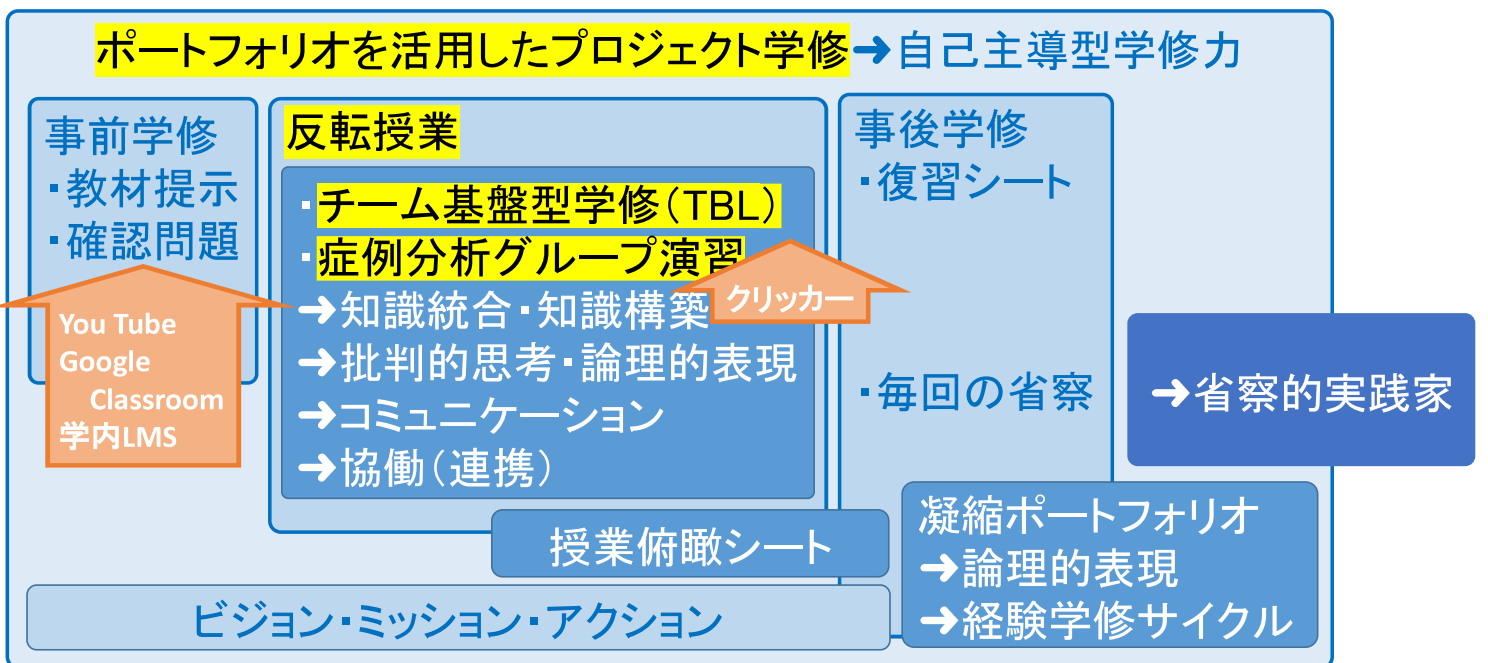 ポートフォリオを活用したプロジェクト学修➜自己主導型学修力
事前学修
・教材提示
・確認問題
You Tube
Google
Classroom
学内LMS
反転授業
・チーム基盤型学修（TBL）
・症例分析グループ演習
➜知識統合・知識構築
➜批判的思考・論理的表現
➜コミュニケーション
➜協働（連携）
クリッカー
事後学修
・復習シート
・毎回の省察
➜省察的実践家
授業俯瞰シート
凝縮ポートフォリオ
➜論理的表現
➜経験学修サイクル
ビジョン・ミッション・アクション